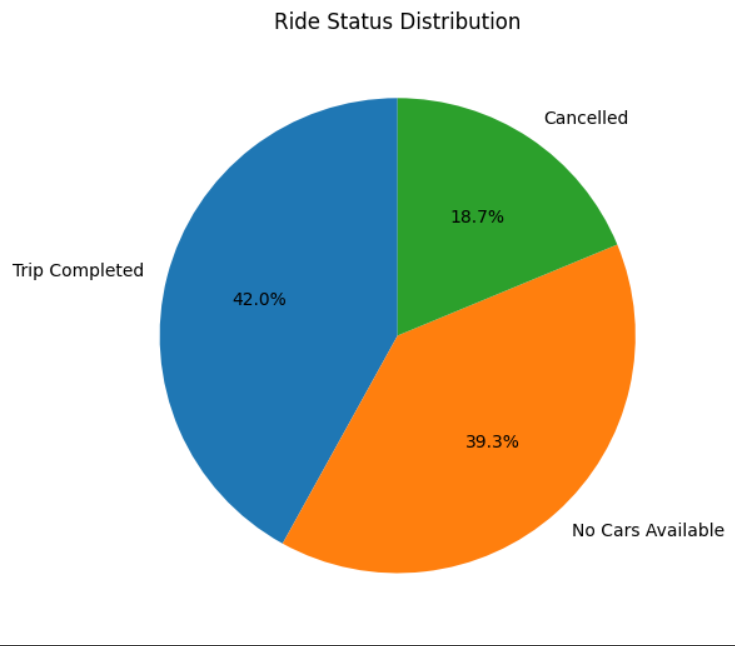 Ride Status Distribution
Cancelled
18.7%
Trip Completed
42.0%
39.3%
No Cars Available